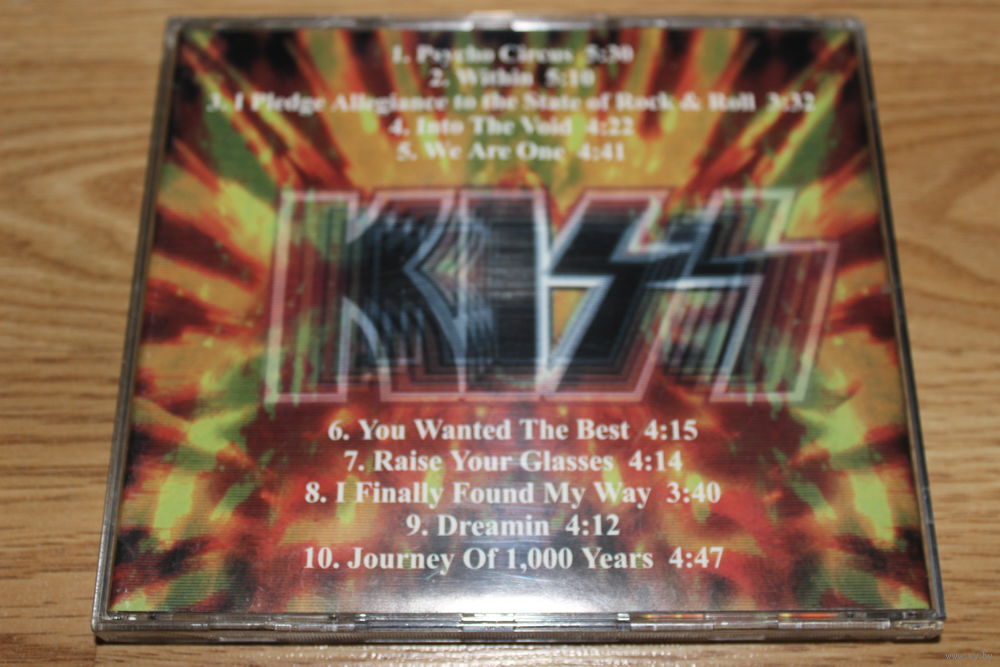 1. Psycho Circus 5:30
2. Within 5:10
3. I Pledge Allegiance to the State of Rock & Roll 3:32
4. Into The Void 4:22
5. We Are One 4:41
KISS
6. You Wanted The Best 4:15
7. Raise Your Glasses 4:14
8. I Finally Found My Way 3:40
9. Dreamin 4:12
10. Journey Of 1,000 Years 4:47